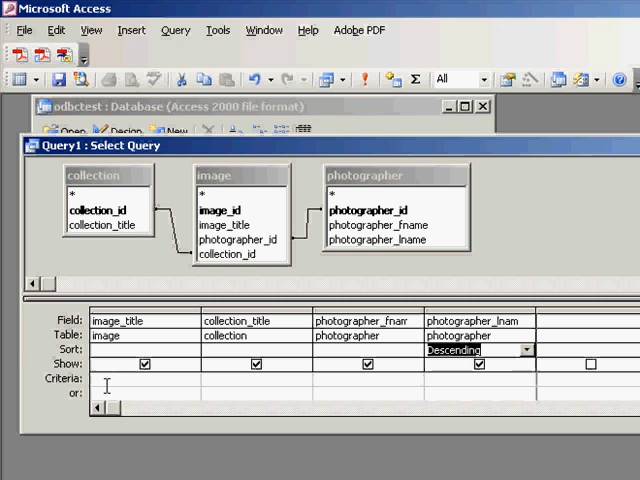 Microsoft Access
File Edit View Insert Query Tools Window Help Adobe PDF
Σ All
odbctest : Database (Access 2000 file format)
Open Design New
Query1 : Select Query
collection image photographer
* * *
collection_id image_id photographer_id
collection_title image_title photographer_fname
photographer_id photographer_lname
collection_id
Field: image_title collection_title photographer_fnarr photographer_lnam
Table: image collection photographer photographer
Sort: Descending
Show:
Criteria:
or: